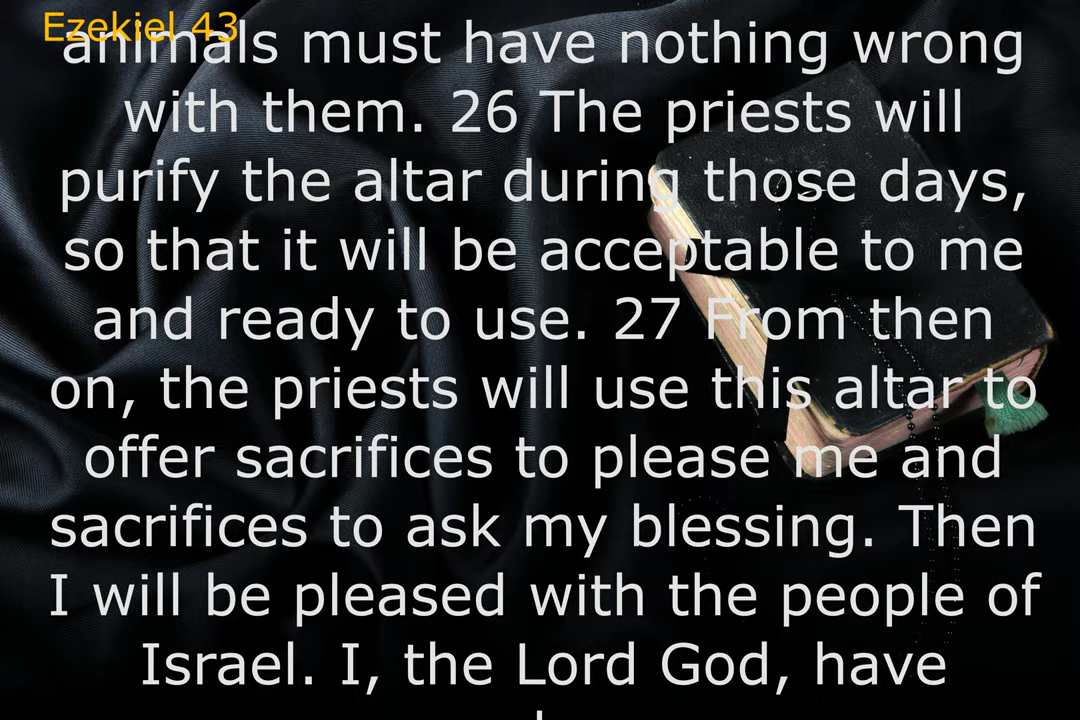 Ezekiel 43
animals must have nothing wrong
with them. 26 The priests will
purify the altar during those days,
so that it will be acceptable to me
and ready to use. 27 From then
on, the priests will use this altar to
offer sacrifices to please me and
sacrifices to ask my blessing. Then
I will be pleased with the people of
Israel. I, the Lord God, have